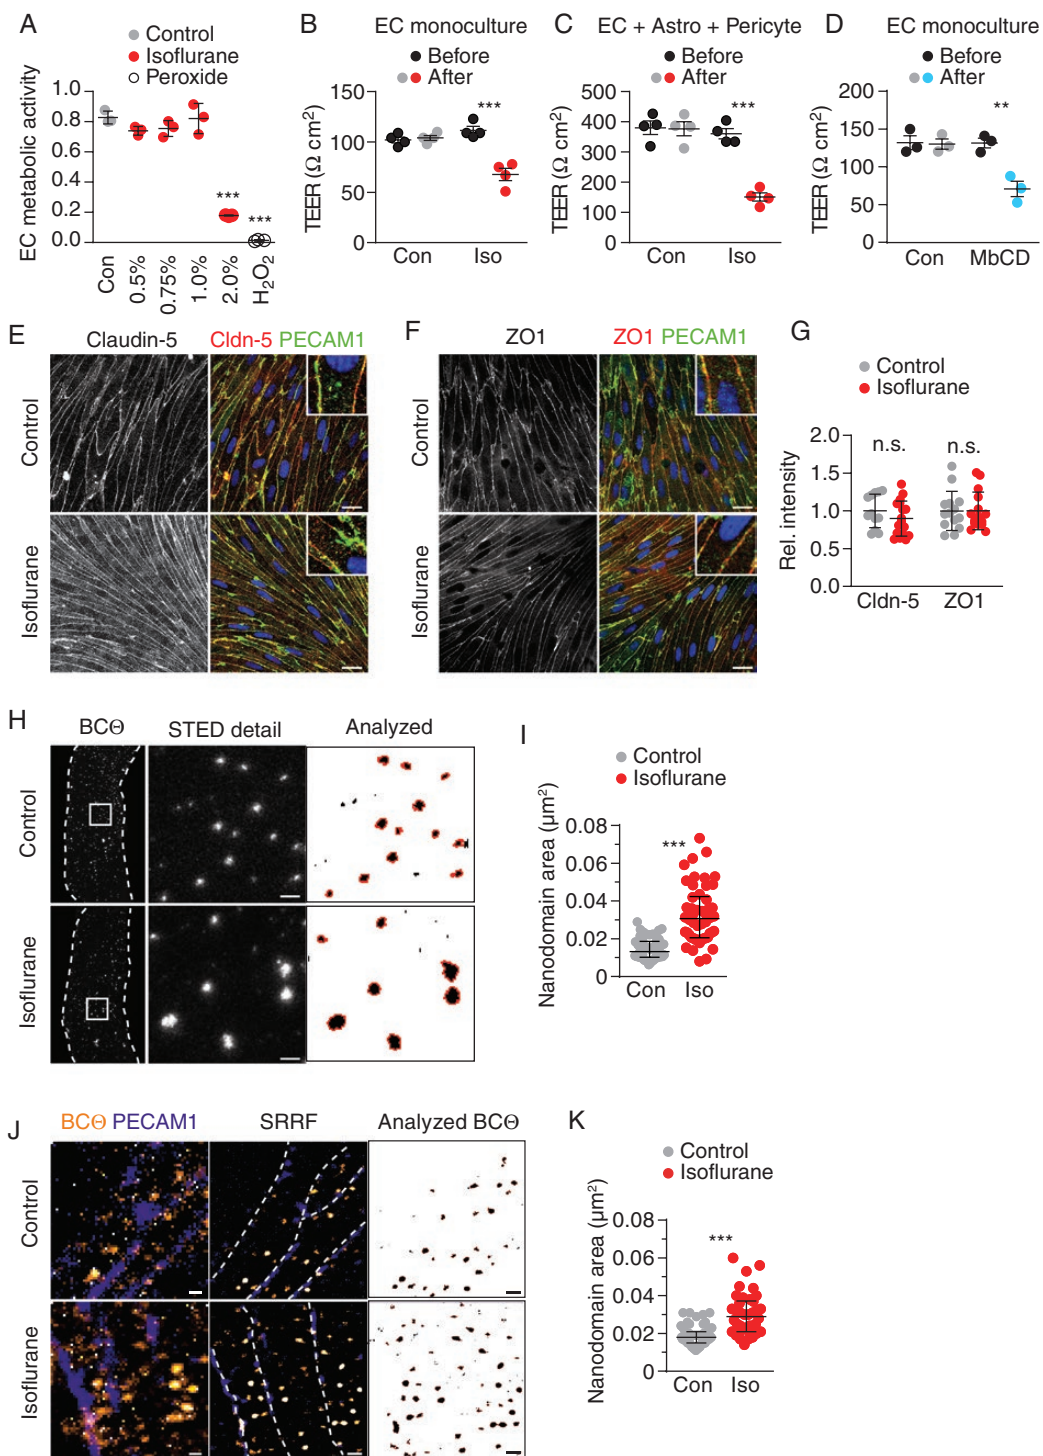 A
Control
Isoflurane
Peroxide
EC metabolic activity
1.0
0.8
0.6
0.4
0.2
0.0
***
***
Con
0.5%
0.75%
1.0%
2.0%
H₂O₂
B
EC monoculture
Before
After
TEER (Ω cm²)
150
100
50
0
***
Con
Iso
C
EC + Astro + Pericyte
Before
After
TEER (Ω cm²)
500
400
300
200
100
0
***
Con
Iso
D
EC monoculture
Before
After
TEER (Ω cm²)
200
150
100
50
0
**
Con
MbCD
E
Claudin-5
Cldn-5 PECAM1
Control
Isoflurane
F
ZO1
ZO1 PECAM1
Control
Isoflurane
G
Control
Isoflurane
Rel. intensity
2.0
1.5
1.0
0.5
0.0
n.s.
n.s.
Cldn-5
ZO1
H
BCΘ
STED detail
Analyzed
Control
Isoflurane
I
Control
Isoflurane
Nanodomain area (µm²)
0.08
0.06
0.04
0.02
0
***
Con
Iso
J
BCΘ PECAM1
SRRF
Analyzed BCΘ
Control
Isoflurane
K
Control
Isoflurane
Nanodomain area (µm²)
0.08
0.06
0.04
0.02
0
***
Con
Iso